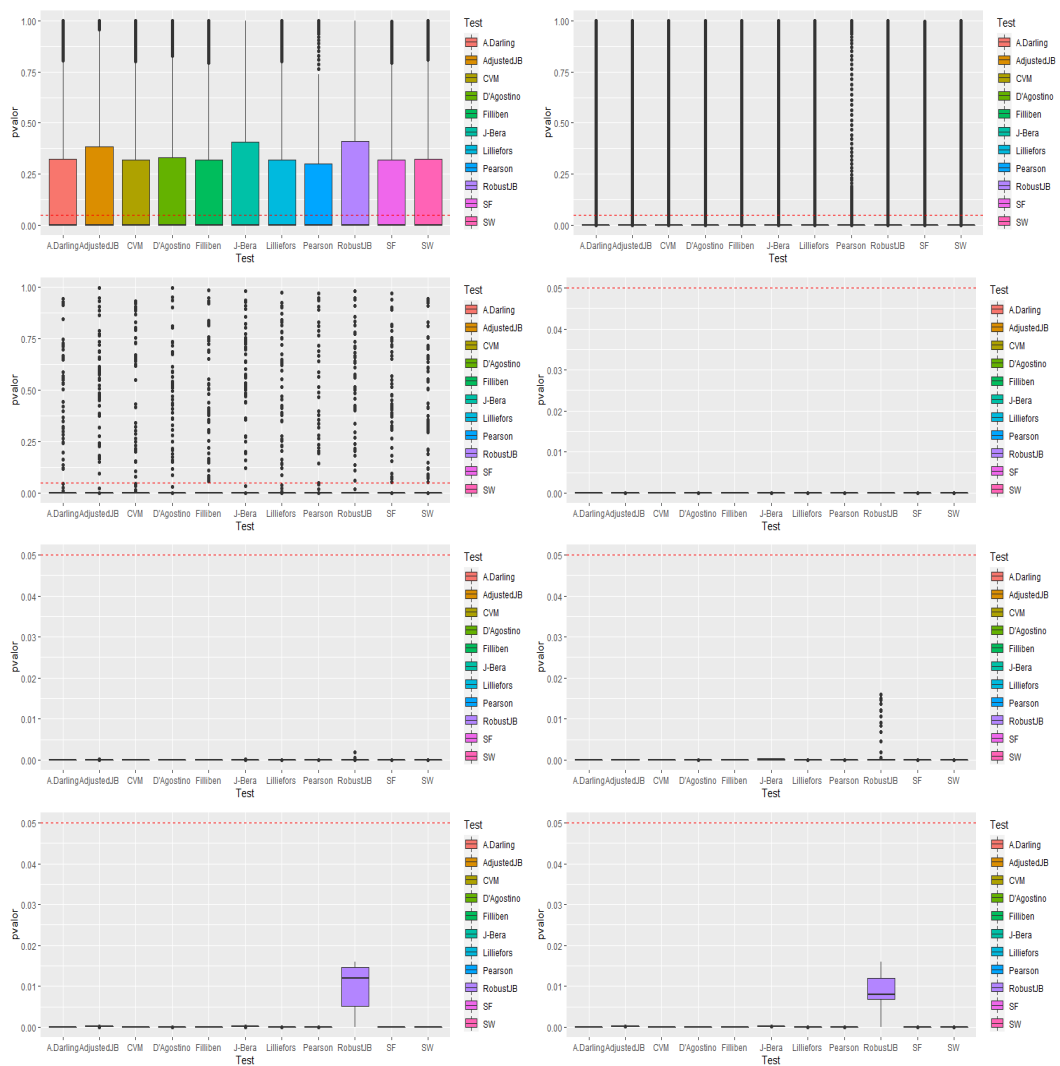 pvalor
1.00
0.75
0.50
0.25
0.00
A.Darling AdjustedJB CVM D'Agostino Filliben J-Bera Lilliefors Pearson RobustJB SF SW
Test
Test
A.Darling
AdjustedJB
CVM
D'Agostino
Filliben
J-Bera
Lilliefors
Pearson
RobustJB
SF
SW
pvalor
1.00
0.75
0.50
0.25
0.00
A.Darling AdjustedJB CVM D'Agostino Filliben J-Bera Lilliefors Pearson RobustJB SF SW
Test
Test
A.Darling
AdjustedJB
CVM
D'Agostino
Filliben
J-Bera
Lilliefors
Pearson
RobustJB
SF
SW
pvalor
1.00
0.75
0.50
0.25
0.00
A.Darling AdjustedJB CVM D'Agostino Filliben J-Bera Lilliefors Pearson RobustJB SF SW
Test
Test
A.Darling
AdjustedJB
CVM
D'Agostino
Filliben
J-Bera
Lilliefors
Pearson
RobustJB
SF
SW
pvalor
0.05
0.04
0.03
0.02
0.01
0.00
A.Darling AdjustedJB CVM D'Agostino Filliben J-Bera Lilliefors Pearson RobustJB SF SW
Test
Test
A.Darling
AdjustedJB
CVM
D'Agostino
Filliben
J-Bera
Lilliefors
Pearson
RobustJB
SF
SW
pvalor
0.05
0.04
0.03
0.02
0.01
0.00
A.Darling AdjustedJB CVM D'Agostino Filliben J-Bera Lilliefors Pearson RobustJB SF SW
Test
Test
A.Darling
AdjustedJB
CVM
D'Agostino
Filliben
J-Bera
Lilliefors
Pearson
RobustJB
SF
SW
pvalor
0.05
0.04
0.03
0.02
0.01
0.00
A.Darling AdjustedJB CVM D'Agostino Filliben J-Bera Lilliefors Pearson RobustJB SF SW
Test
Test
A.Darling
AdjustedJB
CVM
D'Agostino
Filliben
J-Bera
Lilliefors
Pearson
RobustJB
SF
SW
pvalor
0.05
0.04
0.03
0.02
0.01
0.00
A.Darling AdjustedJB CVM D'Agostino Filliben J-Bera Lilliefors Pearson RobustJB SF SW
Test
Test
A.Darling
AdjustedJB
CVM
D'Agostino
Filliben
J-Bera
Lilliefors
Pearson
RobustJB
SF
SW
pvalor
0.05
0.04
0.03
0.02
0.01
0.00
A.Darling AdjustedJB CVM D'Agostino Filliben J-Bera Lilliefors Pearson RobustJB SF SW
Test
Test
A.Darling
AdjustedJB
CVM
D'Agostino
Filliben
J-Bera
Lilliefors
Pearson
RobustJB
SF
SW